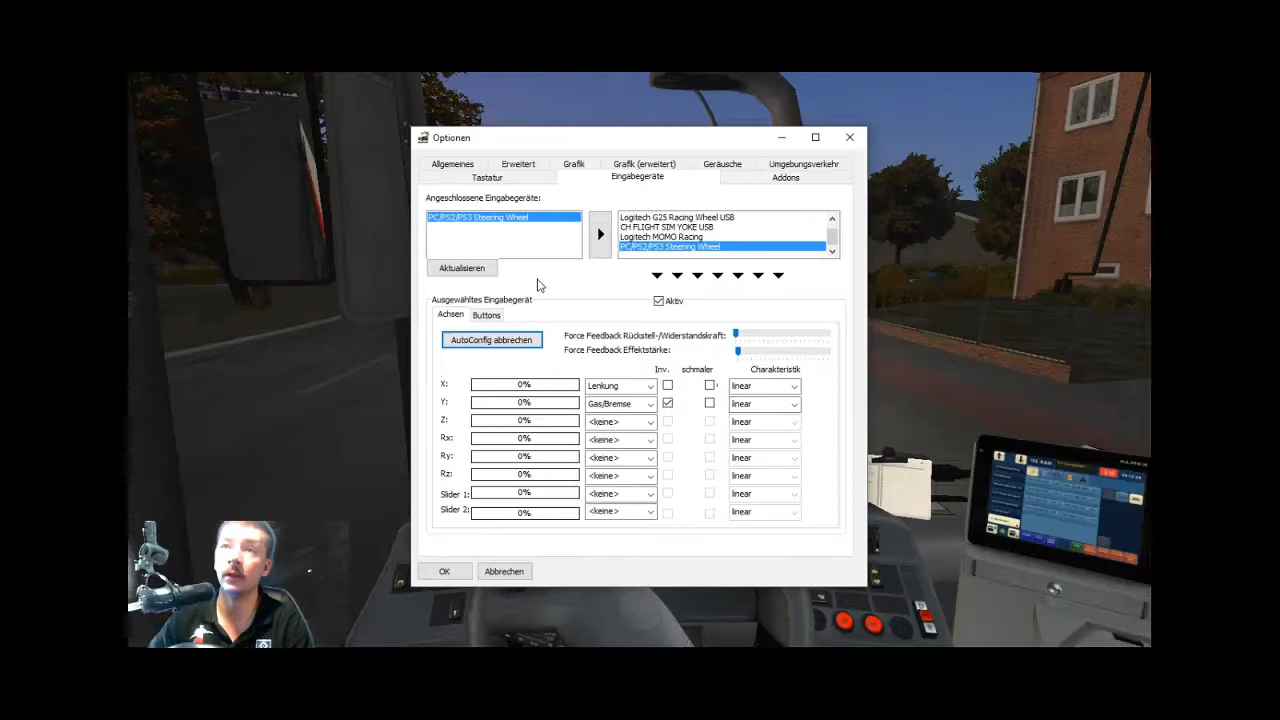 Optionen
Allgemeines Erweitert Grafik Grafik (erweitert) Geräusche Umgebungsverkehr
Tastatur Eingabegeräte Addons
Angeschlossene Eingabegeräte:
PC/PS2/PS3 Steering Wheel
Logitech G25 Racing Wheel USB
CH FLIGHT SIM YOKE USB
Logitech MOMO Racing
PC/PS2/PS3 Steering Wheel
Aktualisieren
Ausgewähltes Eingabegerät
Aktiv
Achsen Buttons
AutoConfig abbrechen
Force Feedback Rückstell-/Widerstandskraft:
Force Feedback Effektstärke:
Inv. schmaler Charakteristik
X: 0% Lenkung linear
Y: 0% Gas/Bremse linear
Z: 0% <keine> linear
Rx: 0% <keine> linear
Ry: 0% <keine> linear
Rz: 0% <keine> linear
Slider 1: 0% <keine> linear
Slider 2: 0% <keine> linear
OK Abbrechen
ALMEX